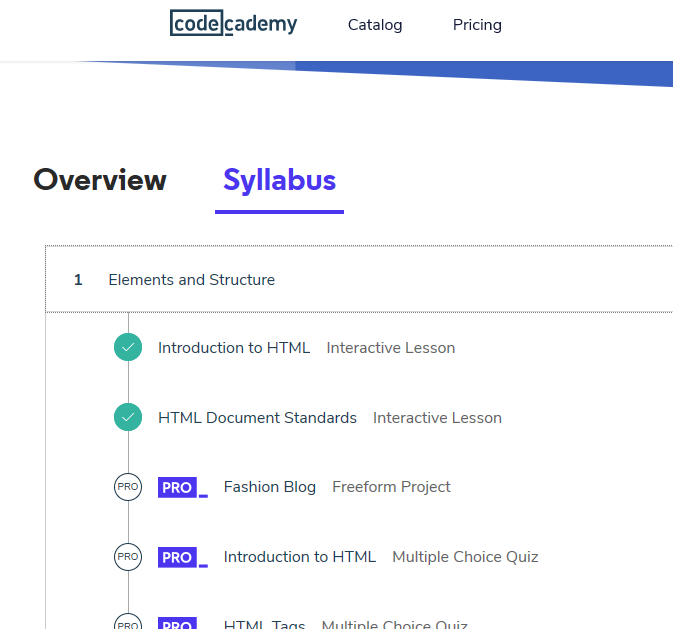 codecademy Catalog Pricing
Overview Syllabus
1 Elements and Structure
Introduction to HTML Interactive Lesson
HTML Document Standards Interactive Lesson
PRO PRO Fashion Blog Freeform Project
PRO PRO Introduction to HTML Multiple Choice Quiz
PRO PRO HTML Tags Multiple Choice Quiz